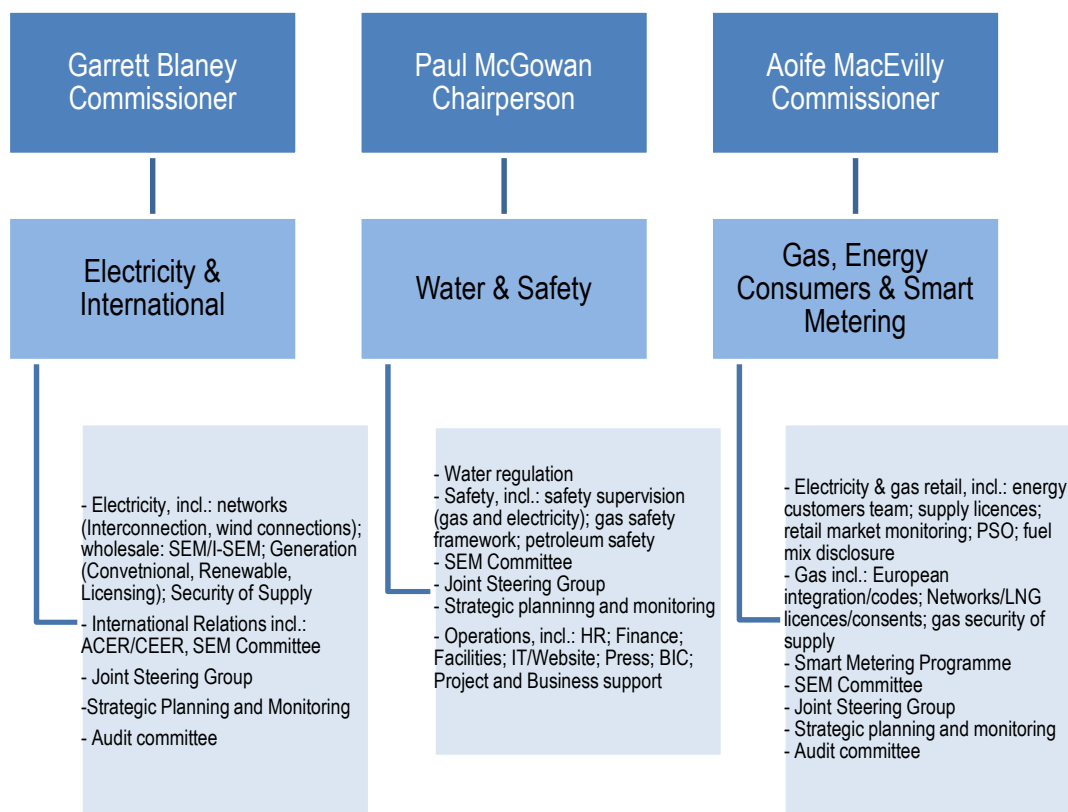 Garrett Blaney
Commissioner
Paul McGowan
Chairperson
Aoife MacEvilly
Commissioner
Electricity &
International
Water & Safety
Gas, Energy
Consumers & Smart
Metering
- Electricity, incl.: networks
(Interconnection, wind connections);
wholesale: SEM/I-SEM; Generation
(Convetnional, Renewable,
Licensing); Security of Supply
- International Relations incl.:
ACER/CEER, SEM Committee
- Joint Steering Group
-Strategic Planning and Monitoring
- Audit committee
- Water regulation
- Safety, incl.: safety supervision
(gas and electricity); gas safety
framework; petroleum safety
- SEM Committee
- Joint Steering Group
- Strategic planninng and monitoring
- Operations, incl.: HR; Finance;
Facilities; IT/Website; Press; BIC;
Project and Business support
- Electricity & gas retail, incl.: energy
customers team; supply licences;
retail market monitoring; PSO; fuel
mix disclosure
- Gas incl.: European
integration/codes; Networks/LNG
licences/consents; gas security of
supply
- Smart Metering Programme
- SEM Committee
- Joint Steering Group
- Strategic planning and monitoring
- Audit committee